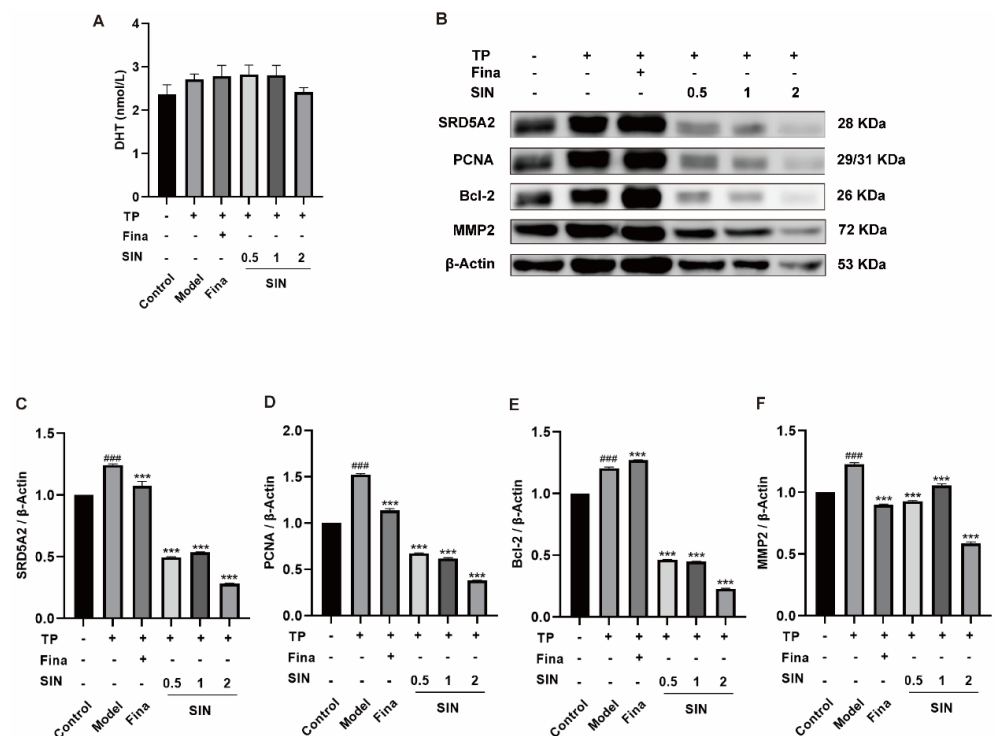 A
DHT (nmol/L)
4
3
2
1
0
TP - + + + + +
Fina - - + - - -
SIN - - - 0.5 1 2
Control Model Fina SIN
B
TP - + + + + +
Fina - - + - - -
SIN - - - 0.5 1 2
SRD5A2 28 KDa
PCNA 29/31 KDa
Bcl-2 26 KDa
MMP2 72 KDa
β-Actin 53 KDa
C
SRD5A2 / β-Actin
1.5
1.0
0.5
0.0
### *** *** *** ***
TP - + + + + +
Fina - - + - - -
SIN - - - 0.5 1 2
Control Model Fina SIN
D
PCNA / β-Actin
2.0
1.5
1.0
0.5
0.0
### *** *** *** ***
TP - + + + + +
Fina - - + - - -
SIN - - - 0.5 1 2
Control Model Fina SIN
E
Bcl-2 / β-Actin
1.5
1.0
0.5
0.0
### *** *** *** ***
TP - + + + + +
Fina - - + - - -
SIN - - - 0.5 1 2
Control Model Fina SIN
F
MMP2 / β-Actin
1.5
1.0
0.5
0.0
### *** *** *** ***
TP - + + + + +
Fina - - + - - -
SIN - - - 0.5 1 2
Control Model Fina SIN